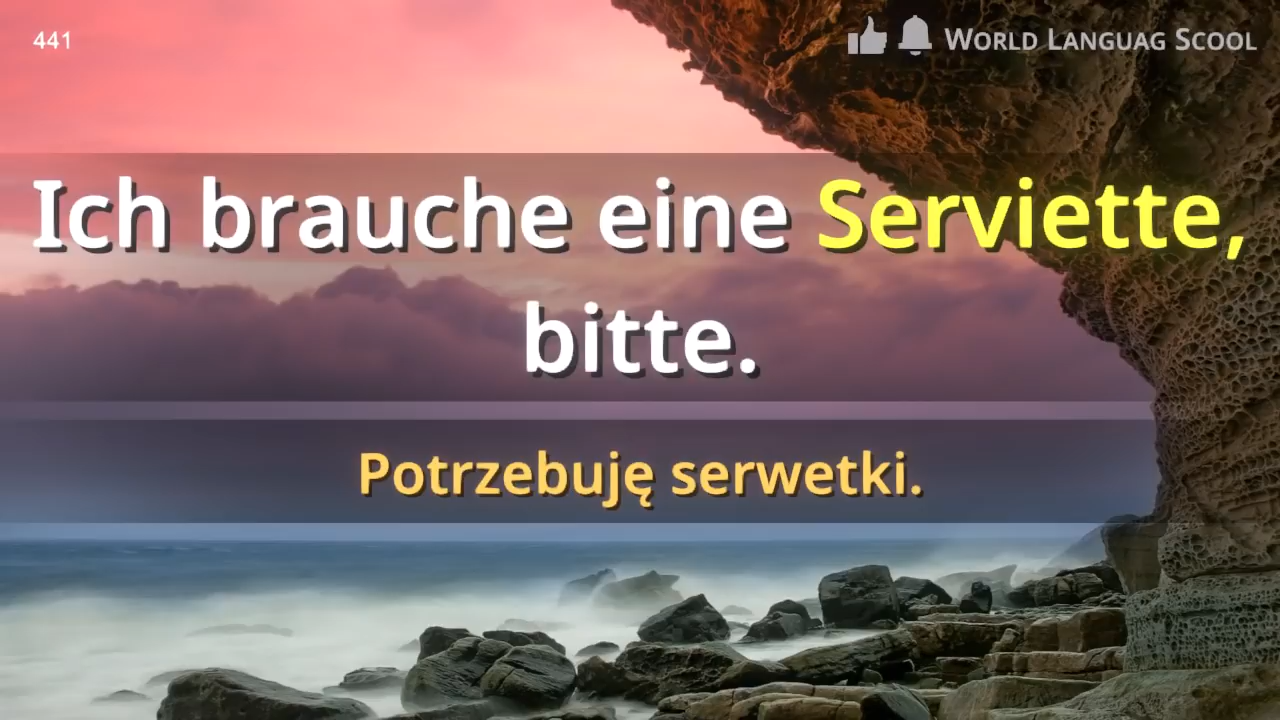 441
World Languag Scool
Ich brauche eine Serviette,
bitte.
Potrzebuję serwetki.